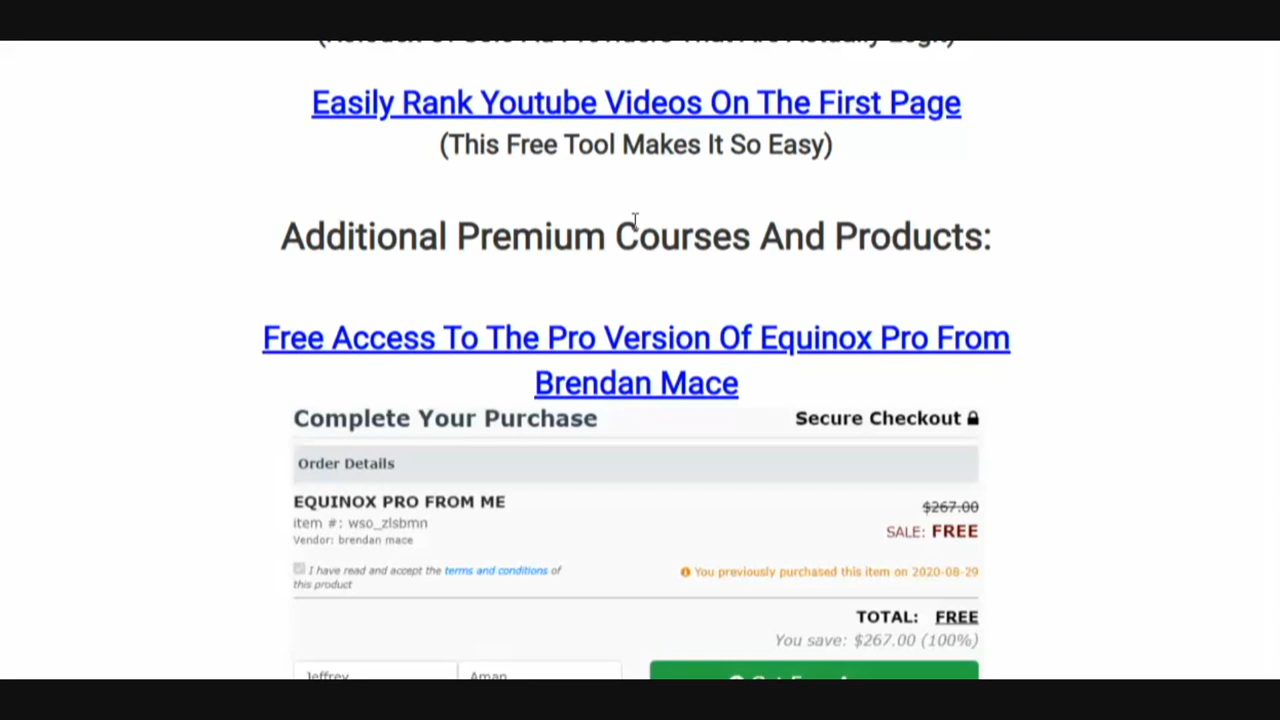 Easily Rank Youtube Videos On The First Page
(This Free Tool Makes It So Easy)
Additional Premium Courses And Products:
Free Access To The Pro Version Of Equinox Pro From
Brendan Mace
Complete Your Purchase
Secure Checkout
Order Details
EQUINOX PRO FROM ME
$267.00
item #: wso_zlsbmn
SALE: FREE
Vendor: brendan mace
I have read and accept the terms and conditions of
this product
You previously purchased this item on 2020-08-29
TOTAL: FREE
You save: $267.00 (100%)
Jeffrey
Aman